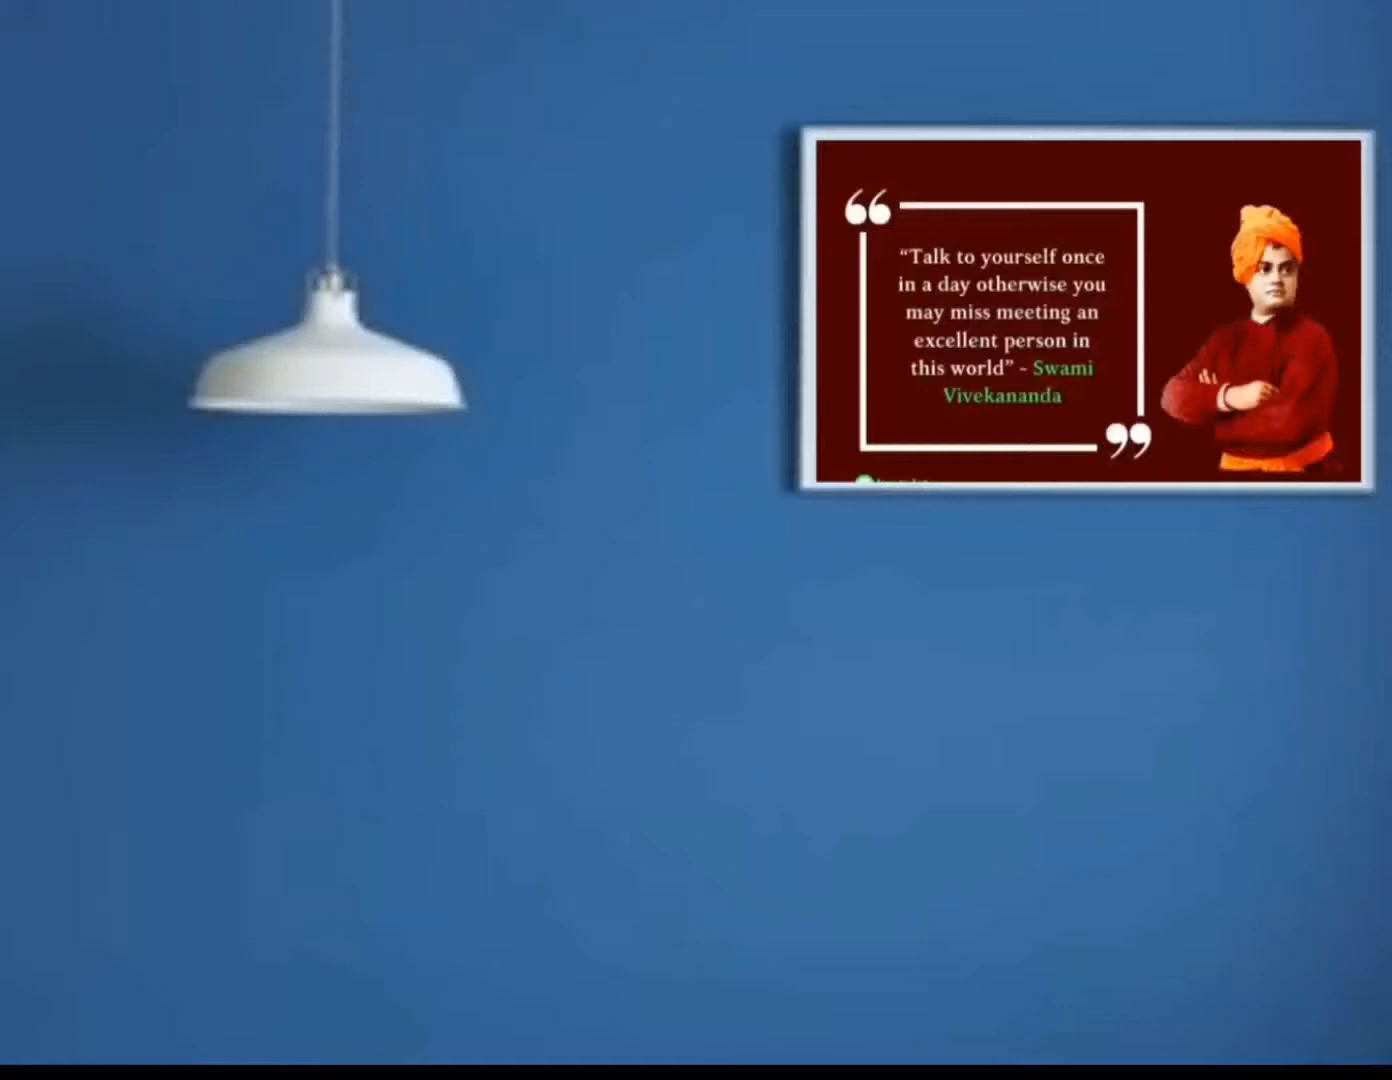 “Talk to yourself once
in a day otherwise you
may miss meeting an
excellent person in
this world” - Swami
Vivekananda